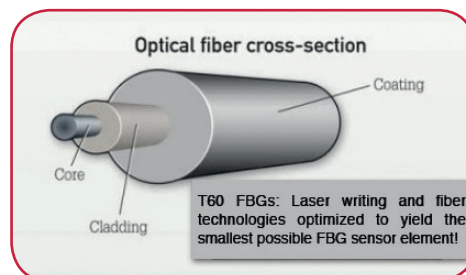 Optical fiber cross-section
Coating
Core
Cladding
T60 FBGs: Laser writing and fiber
technologies optimized to yield the
smallest possible FBG sensor element!